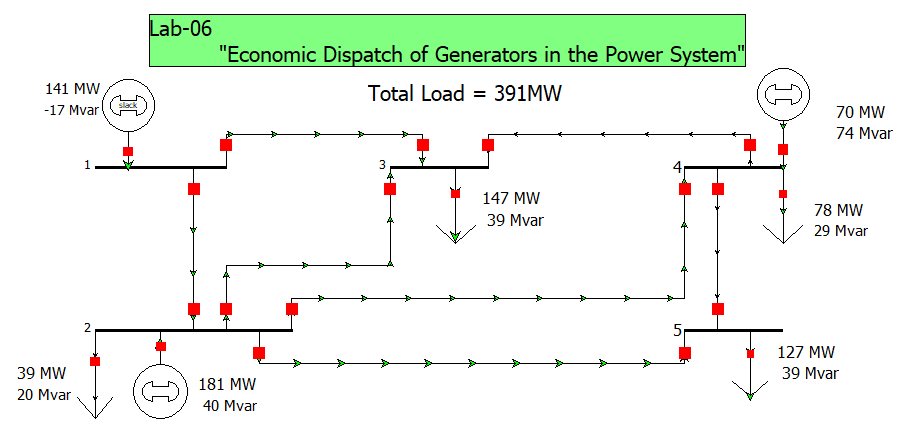 Lab-06
"Economic Dispatch of Generators in the Power System"
Total Load = 391MW
141 MW
-17 Mvar
slack
70 MW
74 Mvar
1
3
4
147 MW
39 Mvar
78 MW
29 Mvar
2
5
39 MW
20 Mvar
181 MW
40 Mvar
127 MW
39 Mvar